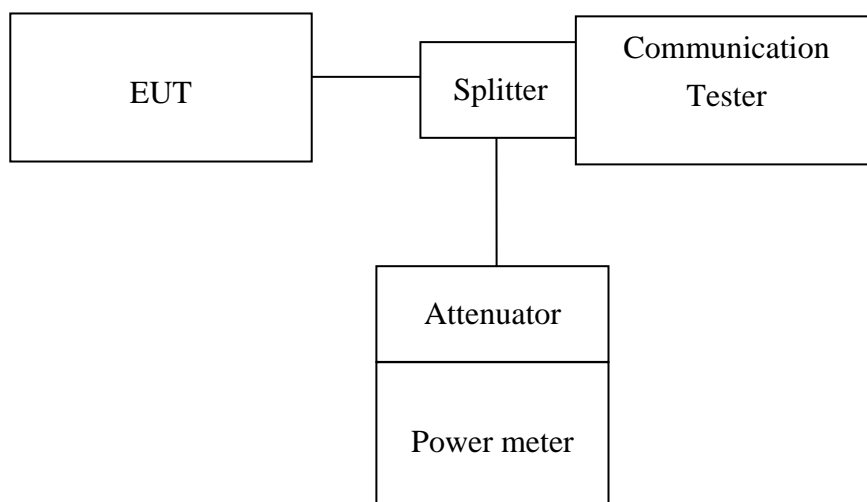 EUT
Splitter
Communication
Tester
Attenuator
Power meter